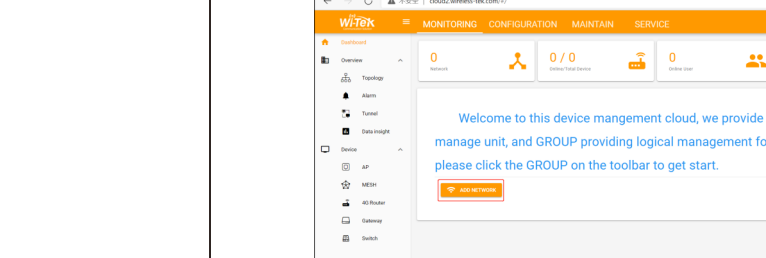 不安全 | cloud2.wireless-tek.com/#/
Wi-Tek
MONITORING CONFIGURATION MAINTAIN SERVICE
Dashboard
Overview
Topology
Alarm
Tunnel
Data insight
Device
AP
MESH
4G Router
Gateway
Switch
0
Network
0 / 0
Online/Total Device
0
Online User
Welcome to this device mangement cloud, we provide
manage unit, and GROUP providing logical management fo
please click the GROUP on the toolbar to get start.
ADD NETWORK